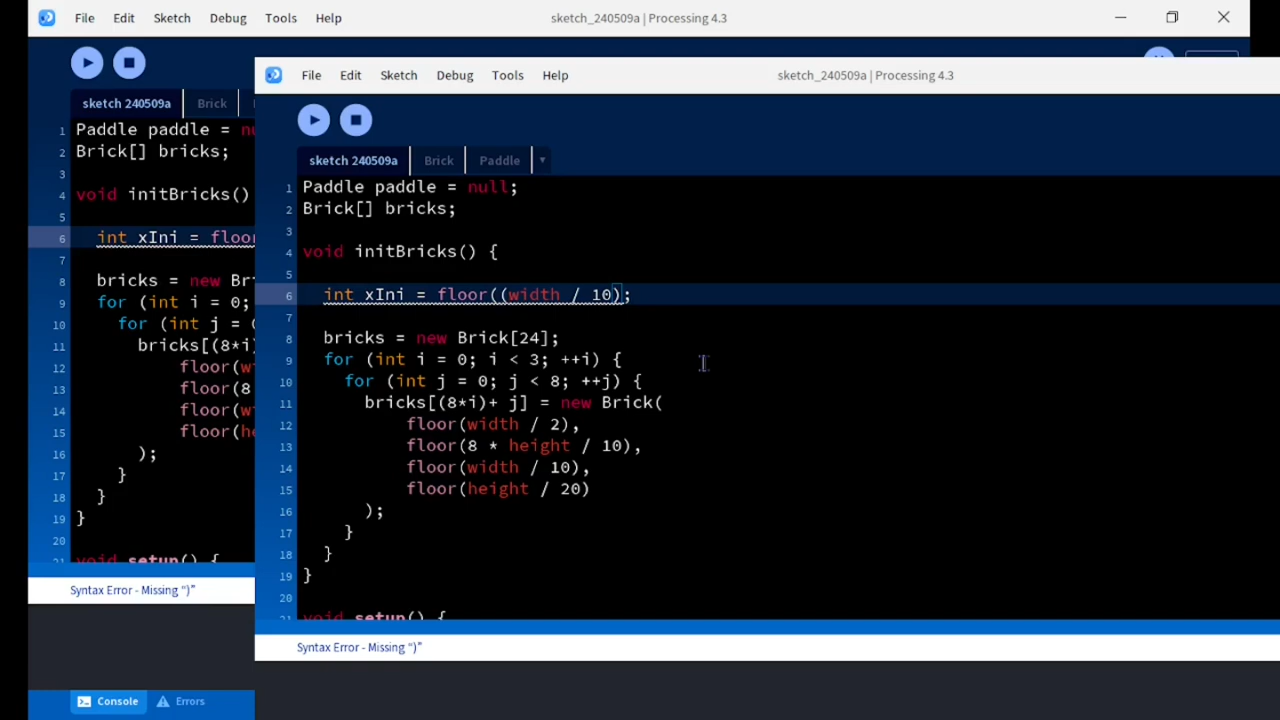 File Edit Sketch Debug Tools Help sketch_240509a | Processing 4.3
sketch 240509a Brick
1 Paddle paddle = nu
2 Brick[] bricks;
3
4 void initBricks()
5
6 int xIni = floor
7
8 bricks = new Br
9 for (int i = 0;
10 for (int j = 0
11 bricks[(8*i)
12 floor(wi
13 floor(8
14 floor(wi
15 floor(he
16 );
17 }
18 }
19 }
20
21 void setup() {
Syntax Error - Missing “)”
Console Errors
File Edit Sketch Debug Tools Help sketch_240509a | Processing 4.3
sketch 240509a Brick Paddle ▾
1 Paddle paddle = null;
2 Brick[] bricks;
3
4 void initBricks() {
5
6 int xIni = floor((width / 10);
7
8 bricks = new Brick[24];
9 for (int i = 0; i < 3; ++i) {
10 for (int j = 0; j < 8; ++j) {
11 bricks[(8*i)+ j] = new Brick(
12 floor(width / 2),
13 floor(8 * height / 10),
14 floor(width / 10),
15 floor(height / 20)
16 );
17 }
18 }
19 }
20
21 void setup() {
Syntax Error - Missing “)”